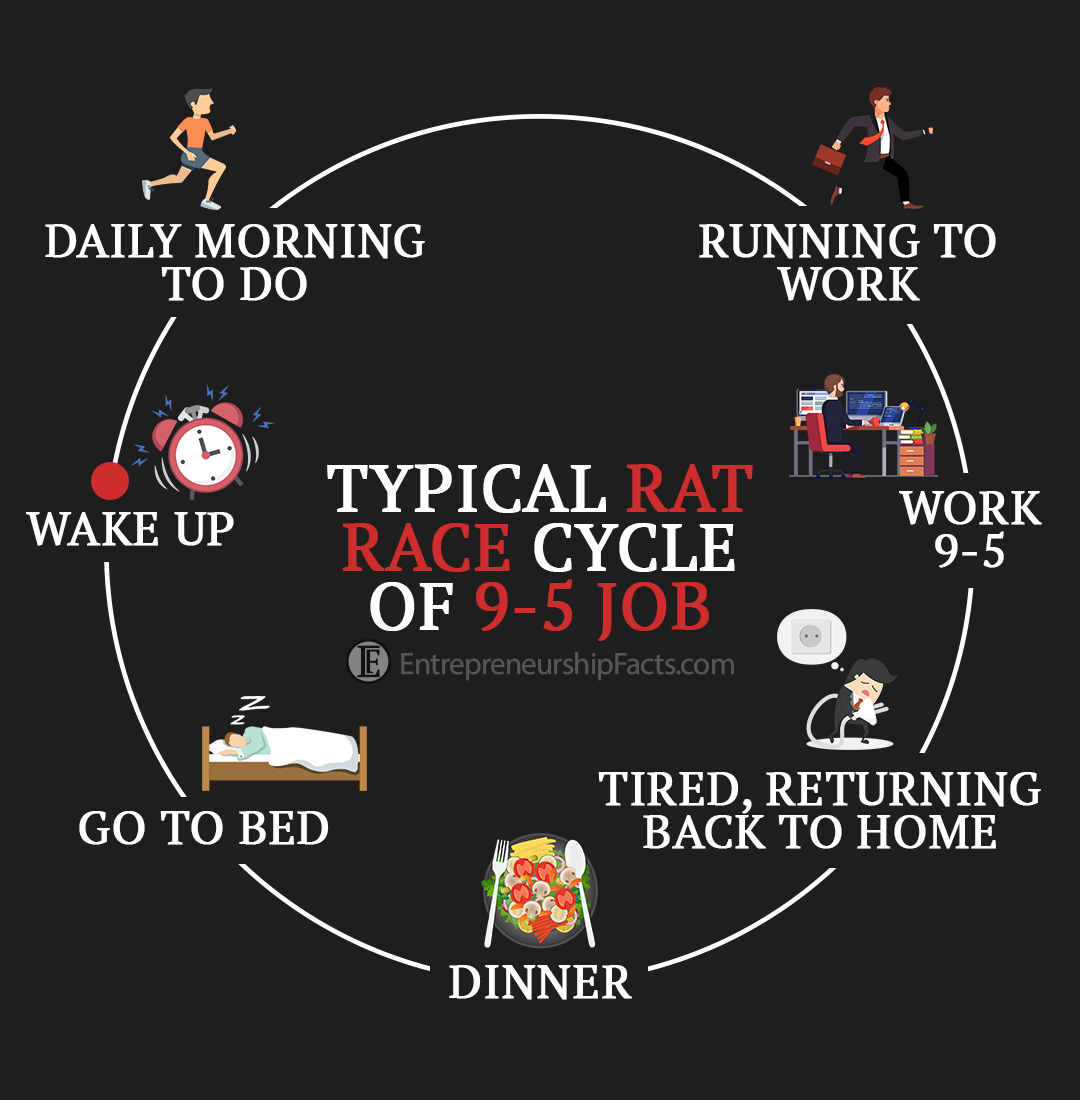 DAILY MORNING
TO DO
RUNNING TO
WORK
WAKE UP
TYPICAL RAT
RACE CYCLE
OF 9-5 JOB
EntrepreneurshipFacts.com
WORK
9-5
GO TO BED
TIRED, RETURNING
BACK TO HOME
DINNER